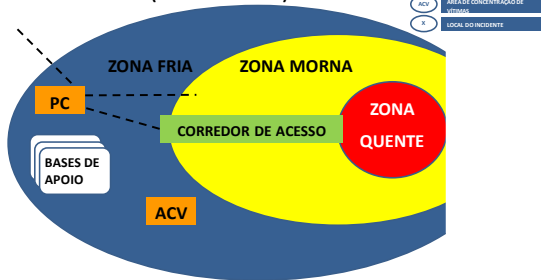 ACV
ÁREA DE CONCENTRAÇÃO DE
VÍTIMAS
X
LOCAL DO INCIDENTE
ZONA FRIA
ZONA MORNA
PC
ZONA
QUENTE
CORREDOR DE ACESSO
BASES DE
APOIO
ACV